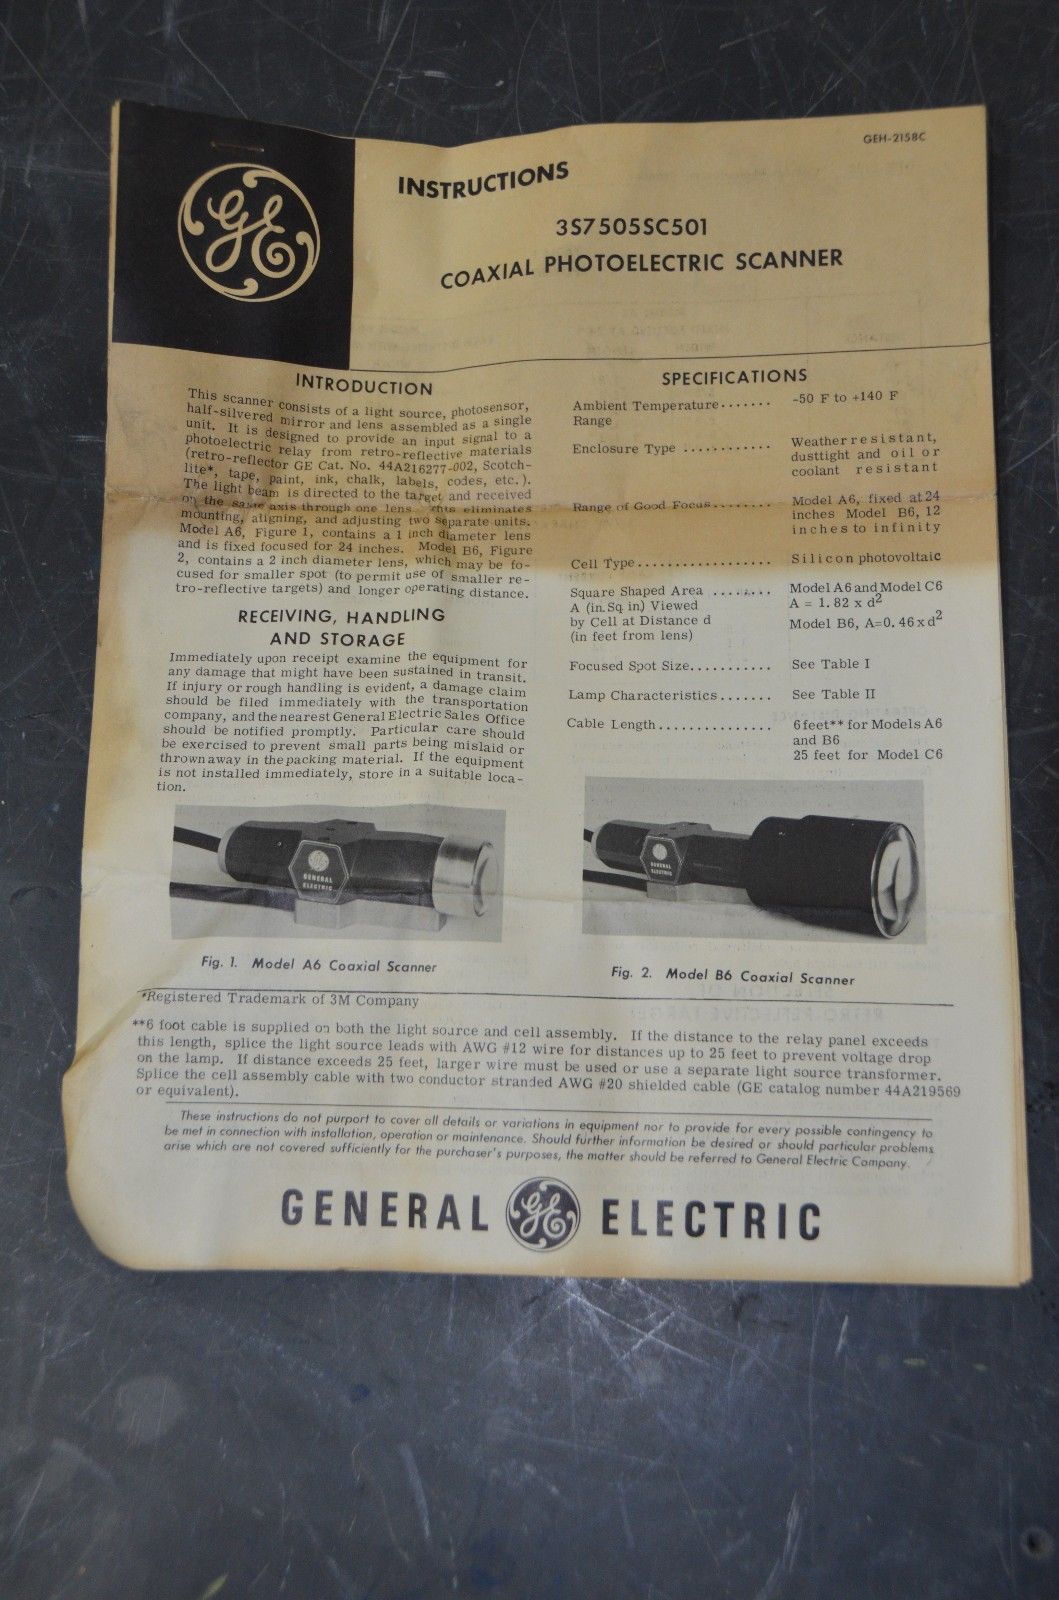 GEH-2158C
GE
INSTRUCTIONS
3S7505SC501
COAXIAL PHOTOELECTRIC SCANNER
INTRODUCTION
This scanner consists of a light source, photosensor,
half-silvered mirror and lens assembled as a single
unit. It is designed to provide an input signal to a
photoelectric relay from retro-reflective materials
(retro-reflector GE Cat. No. 44A216277-002, Scotch-
lite*, tape, paint, ink, chalk, labels, codes, etc.).
The light beam is directed to the target and received
on the same axis through one lens. This eliminates
mounting, aligning, and adjusting two separate units.
Model A6, Figure 1, contains a 1 inch diameter lens
and is fixed focused for 24 inches. Model B6, Figure
2, contains a 2 inch diameter lens, which may be fo-
cused for smaller spot (to permit use of smaller re-
tro-reflective targets) and longer operating distance.
RECEIVING, HANDLING
AND STORAGE
Immediately upon receipt examine the equipment for
any damage that might have been sustained in transit.
If injury or rough handling is evident, a damage claim
should be filed immediately with the transportation
company, and the nearest General Electric Sales Office
should be notified promptly. Particular care should
be exercised to prevent small parts being mislaid or
thrown away in the packing material. If the equipment
is not installed immediately, store in a suitable loca-
tion.
SPECIFICATIONS
Ambient Temperature....... -50 F to +140 F
Range
Enclosure Type ............ Weather resistant,
dusttight and oil or
coolant resistant
Range of Good Focus........ Model A6, fixed at 24
inches Model B6, 12
inches to infinity
Cell Type.................. Silicon photovoltaic
Square Shaped Area ........ Model A6 and Model C6
A (in. Sq. in.) Viewed A = 1.82 x d2
by Cell at Distance d Model B6, A=0.46xd2
(in feet from lens)
Focused Spot Size........... See Table I
Lamp Characteristics....... See Table II
Cable Length............... 6 feet** for Models A6
and B6
25 feet for Model C6
GENERAL
ELECTRIC
GENERAL
ELECTRIC
Fig. 1. Model A6 Coaxial Scanner
Fig. 2. Model B6 Coaxial Scanner
*Registered Trademark of 3M Company
**6 foot cable is supplied on both the light source and cell assembly. If the distance to the relay panel exceeds
this length, splice the light source leads with AWG #12 wire for distances up to 25 feet to prevent voltage drop
on the lamp. If distance exceeds 25 feet, larger wire must be used or use a separate light source transformer.
Splice the cell assembly cable with two conductor stranded AWG #20 shielded cable (GE catalog number 44A219569
or equivalent).
These instructions do not purport to cover all details or variations in equipment nor to provide for every possible contingency to
be met in connection with installation, operation or maintenance. Should further information be desired or should particular problems
arise which are not covered sufficiently for the purchaser's purposes, the matter should be referred to General Electric Company.
GENERAL GE ELECTRIC